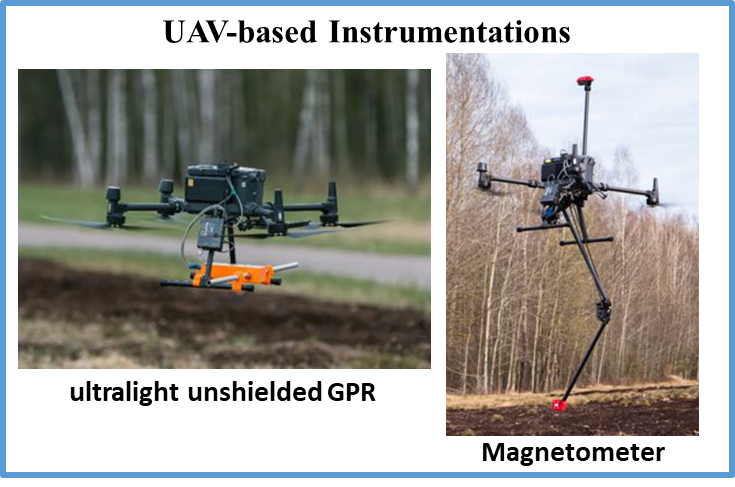 UAV-based Instrumentations
ultralight unshielded GPR
Magnetometer